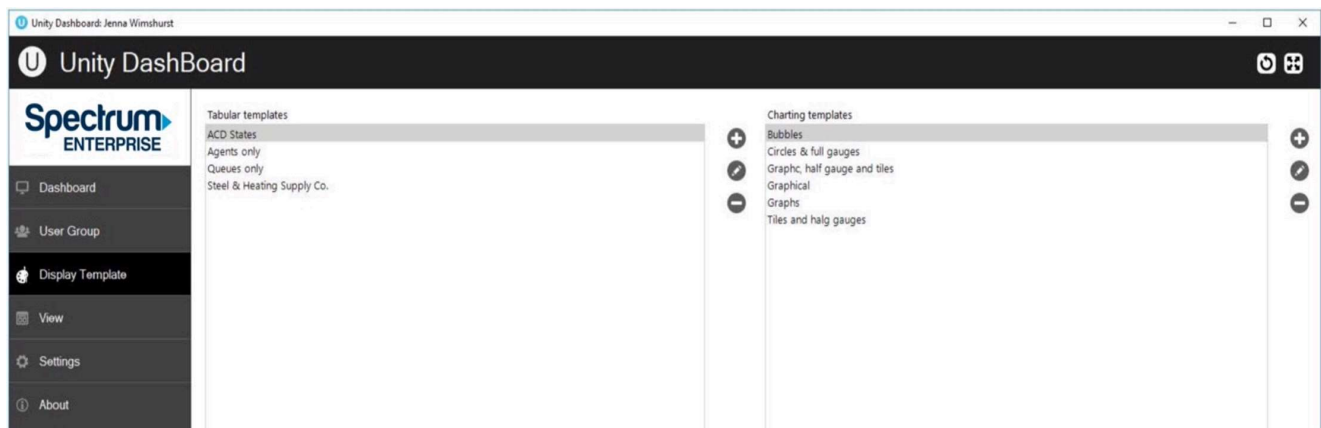 Unity Dashboard: Jenna Wimshurst
U Unity DashBoard
Spectrum
ENTERPRISE
Dashboard
User Group
Display Template
View
Settings
About
Tabular templates
ACD States
Agents only
Queues only
Steel & Heating Supply Co.
Charting templates
Bubbles
Circles & full gauges
Graphc, half gauge and tiles
Graphical
Graphs
Tiles and halg gauges